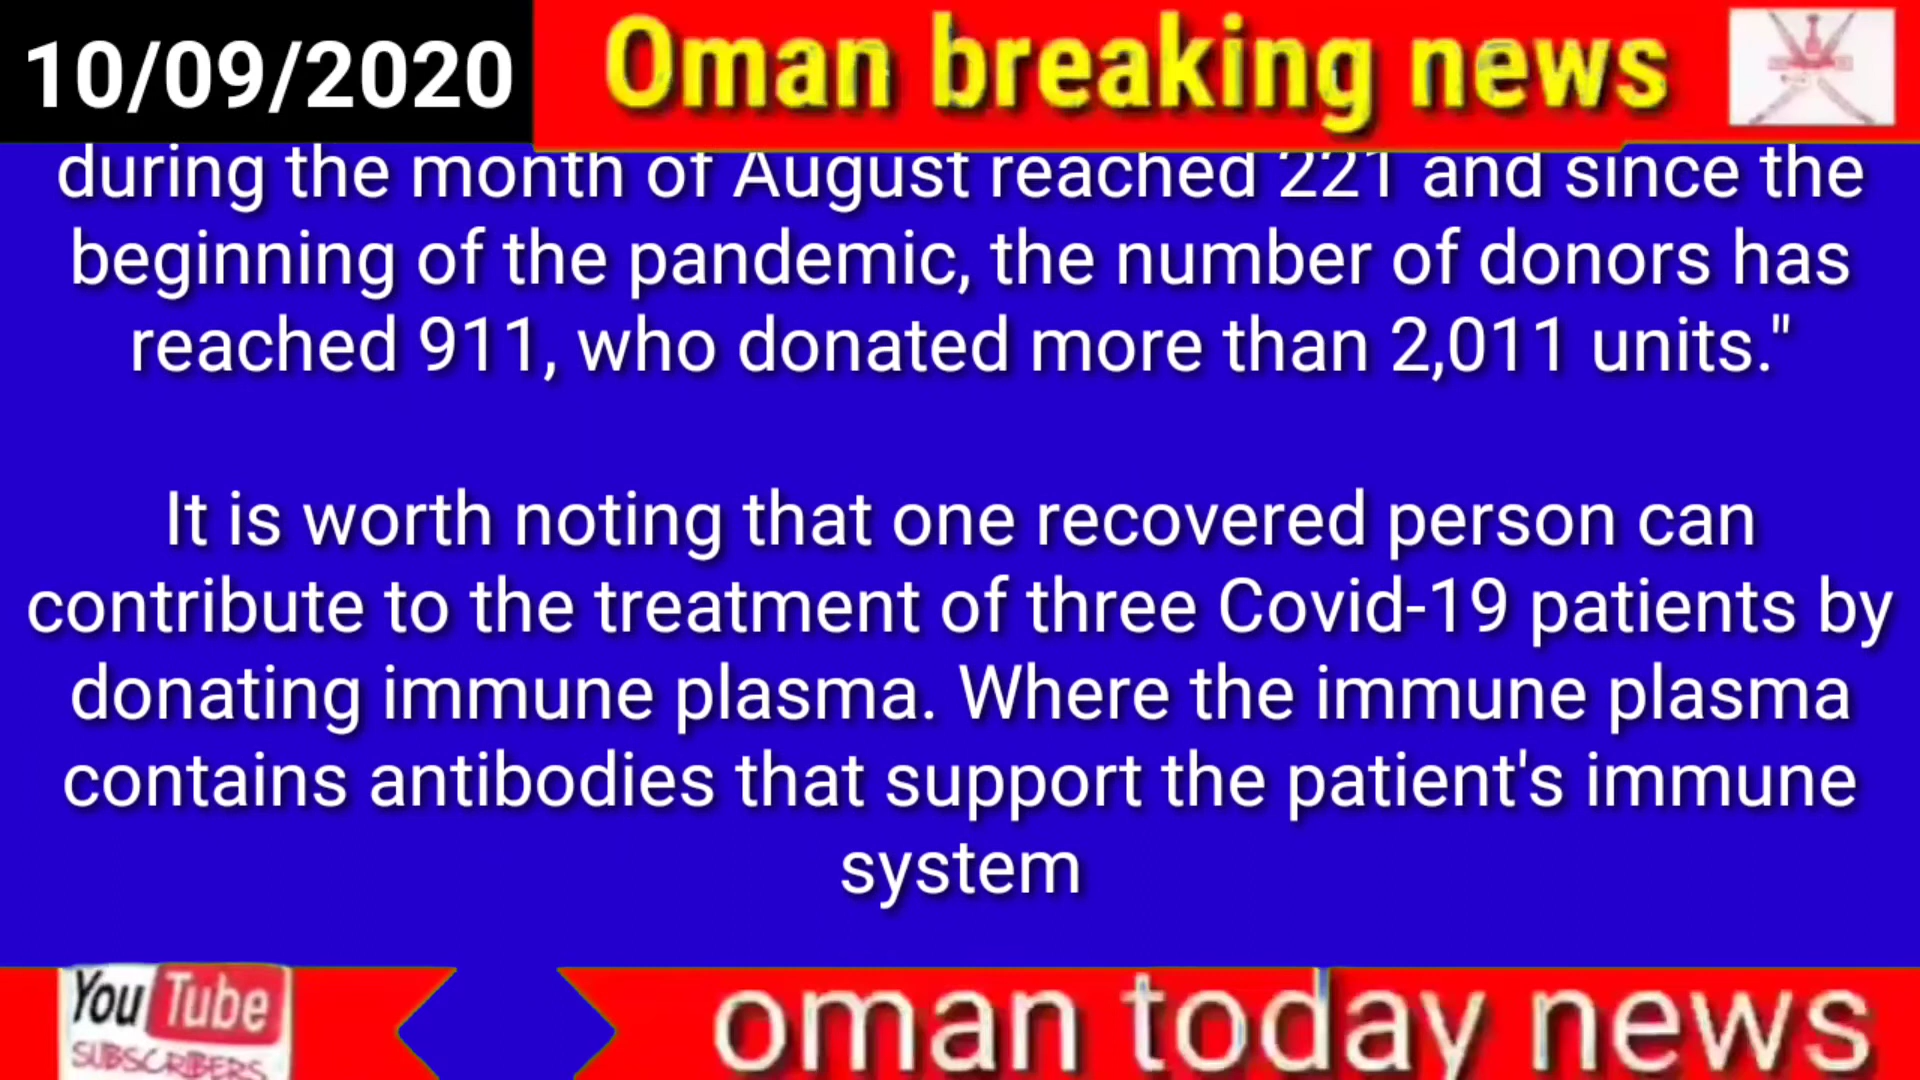 10/09/2020
Oman breaking news
during the month of August reached 221 and since the
beginning of the pandemic, the number of donors has
reached 911, who donated more than 2,011 units."
It is worth noting that one recovered person can
contribute to the treatment of three Covid-19 patients by
donating immune plasma. Where the immune plasma
contains antibodies that support the patient's immune
system
YouTube
SUBSCRIBERS
oman today news